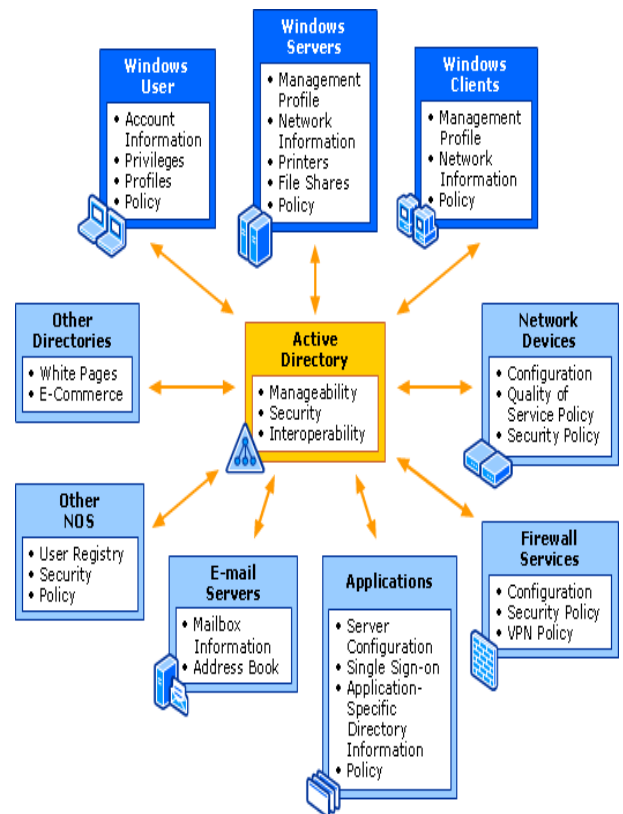 Windows
User
• Account
Information
• Privileges
• Profiles
• Policy
Windows
Servers
• Management
Profile
• Network
Information
• Printers
• File Shares
• Policy
Windows
Clients
• Management
Profile
• Network
Information
• Policy
Other
Directories
• White Pages
• E-Commerce
Active
Directory
• Manageability
• Security
• Interoperability
Network
Devices
• Configuration
• Quality of
Service Policy
• Security Policy
Other
NOS
• User Registry
• Security
• Policy
E-mail
Servers
• Mailbox
Information
• Address Book
Applications
• Server
Configuration
• Single Sign-on
• Application-
Specific
Directory
Information
• Policy
Firewall
Services
• Configuration
• Security Policy
• VPN Policy